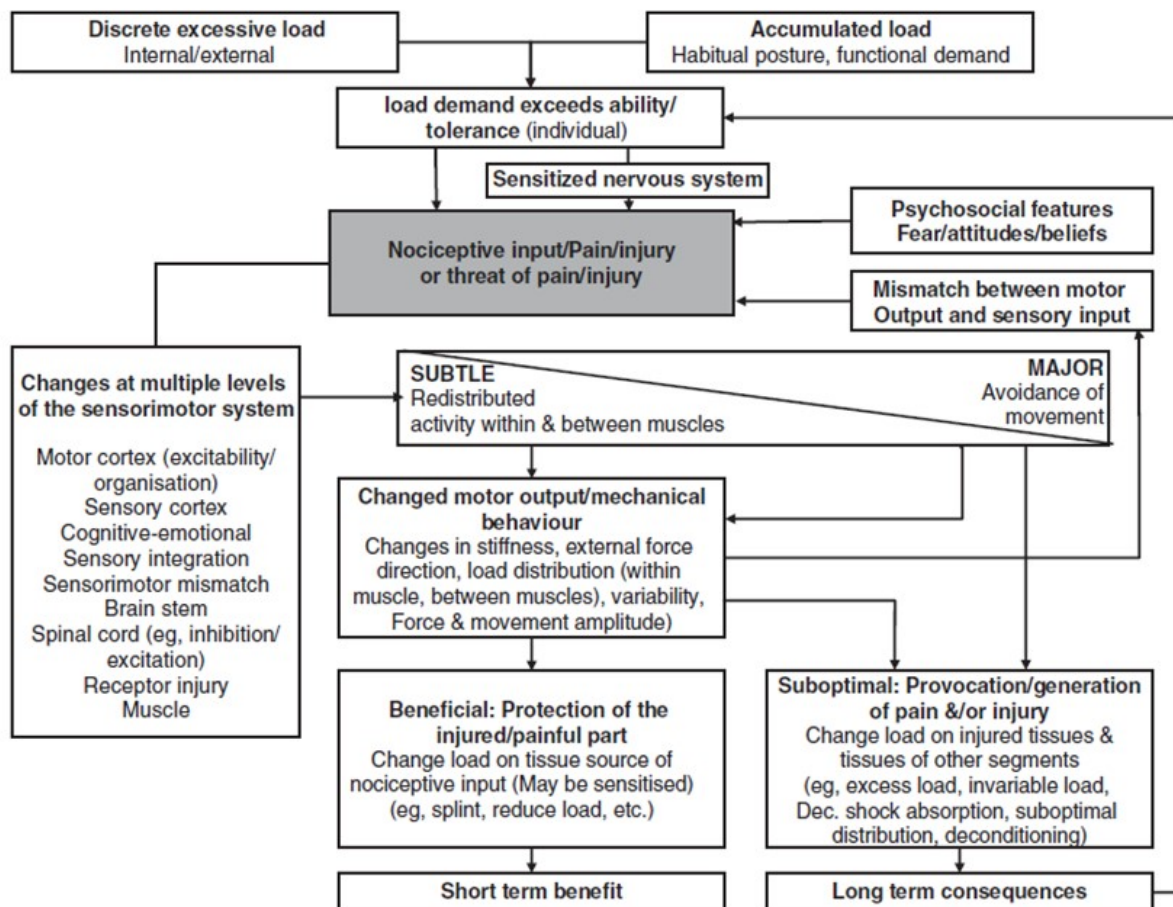 Discrete excessive load
Internal/external
Accumulated load
Habitual posture, functional demand
load demand exceeds ability/
tolerance (individual)
Sensitized nervous system
Psychosocial features
Fear/attitudes/beliefs
Nociceptive input/Pain/injury
or threat of pain/injury
Mismatch between motor
Output and sensory input
Changes at multiple levels
of the sensorimotor system
Motor cortex (excitability/
organisation)
Sensory cortex
Cognitive-emotional
Sensory integration
Sensorimotor mismatch
Brain stem
Spinal cord (eg, inhibition/
excitation)
Receptor injury
Muscle
SUBTLE
Redistributed
activity within & between muscles
MAJOR
Avoidance of
movement
Changed motor output/mechanical
behaviour
Changes in stiffness, external force
direction, load distribution (within
muscle, between muscles), variability,
Force & movement amplitude)
Beneficial: Protection of the
injured/painful part
Change load on tissue source of
nociceptive input (May be sensitised)
(eg, splint, reduce load, etc.)
Suboptimal: Provocation/generation
of pain &/or injury
Change load on injured tissues &
tissues of other segments
(eg, excess load, invariable load,
Dec. shock absorption, suboptimal
distribution, deconditioning)
Short term benefit
Long term consequences